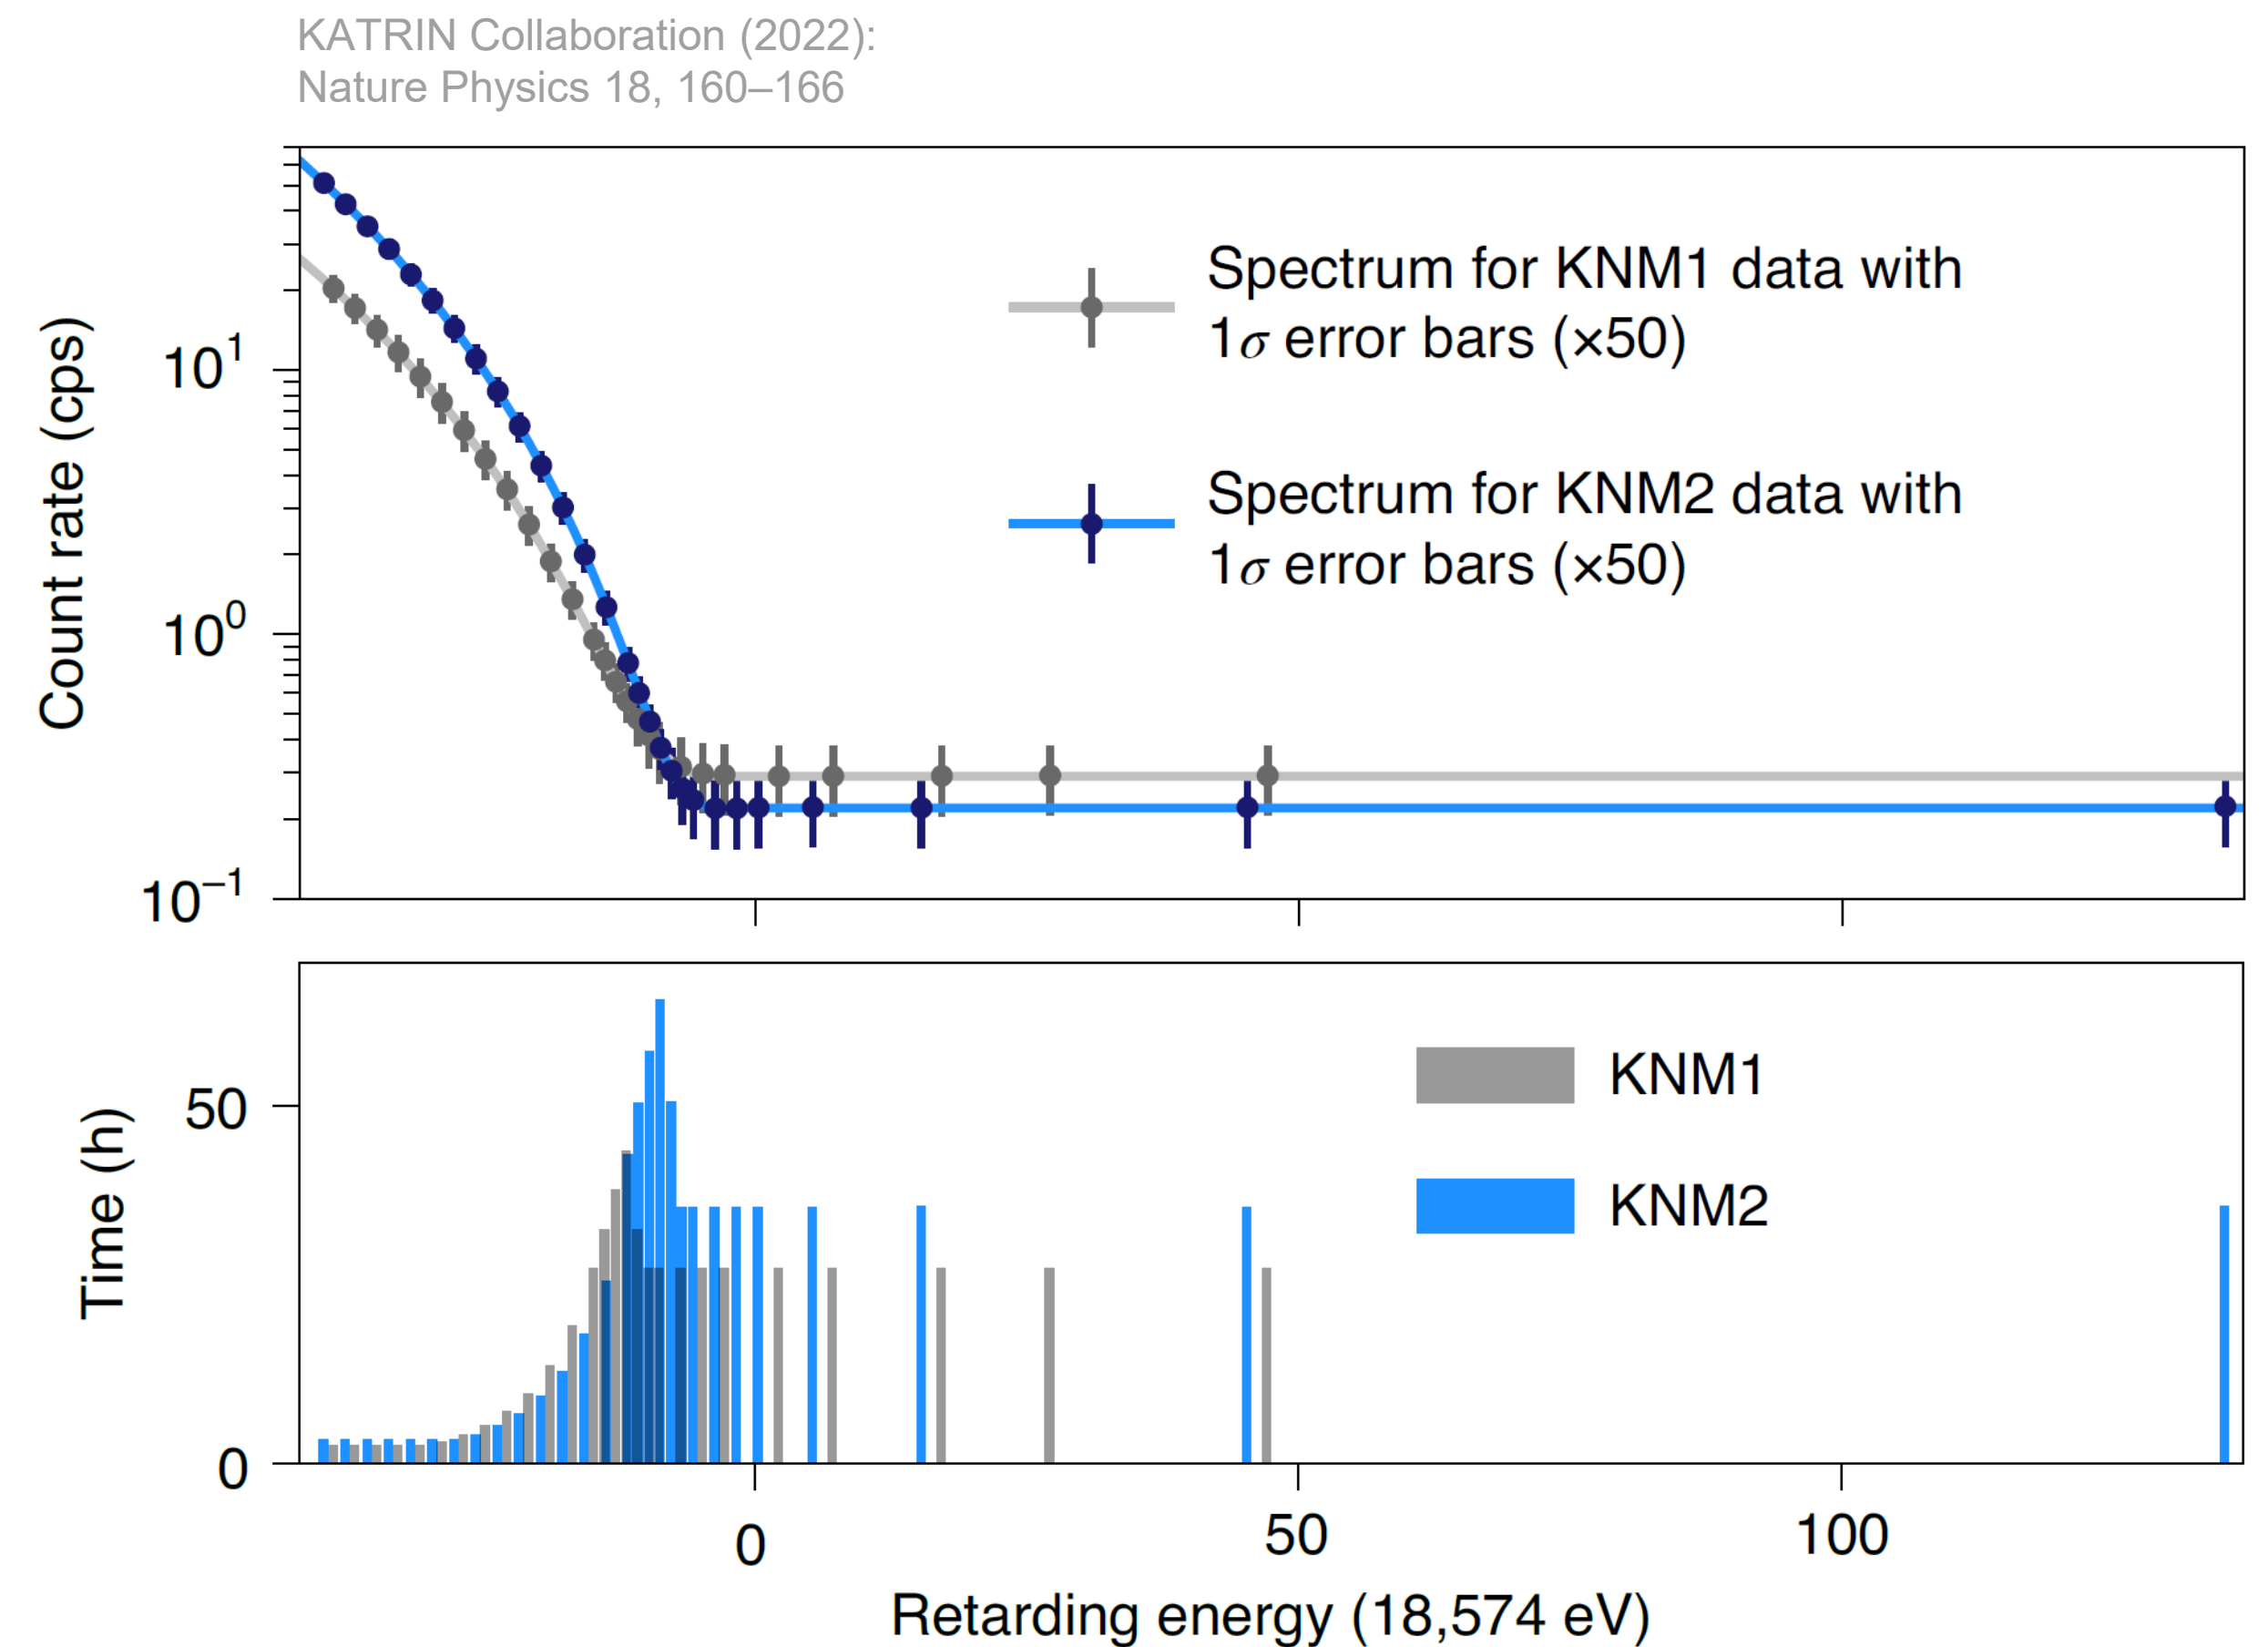 KATRIN Collaboration (2022):
Nature Physics 18, 160–166
Count rate (cps)
10¹
10⁰
10⁻¹
Spectrum for KNM1 data with
1σ error bars (×50)
Spectrum for KNM2 data with
1σ error bars (×50)
Time (h)
50
0
KNM1
KNM2
0
50
100
Retarding energy (18,574 eV)